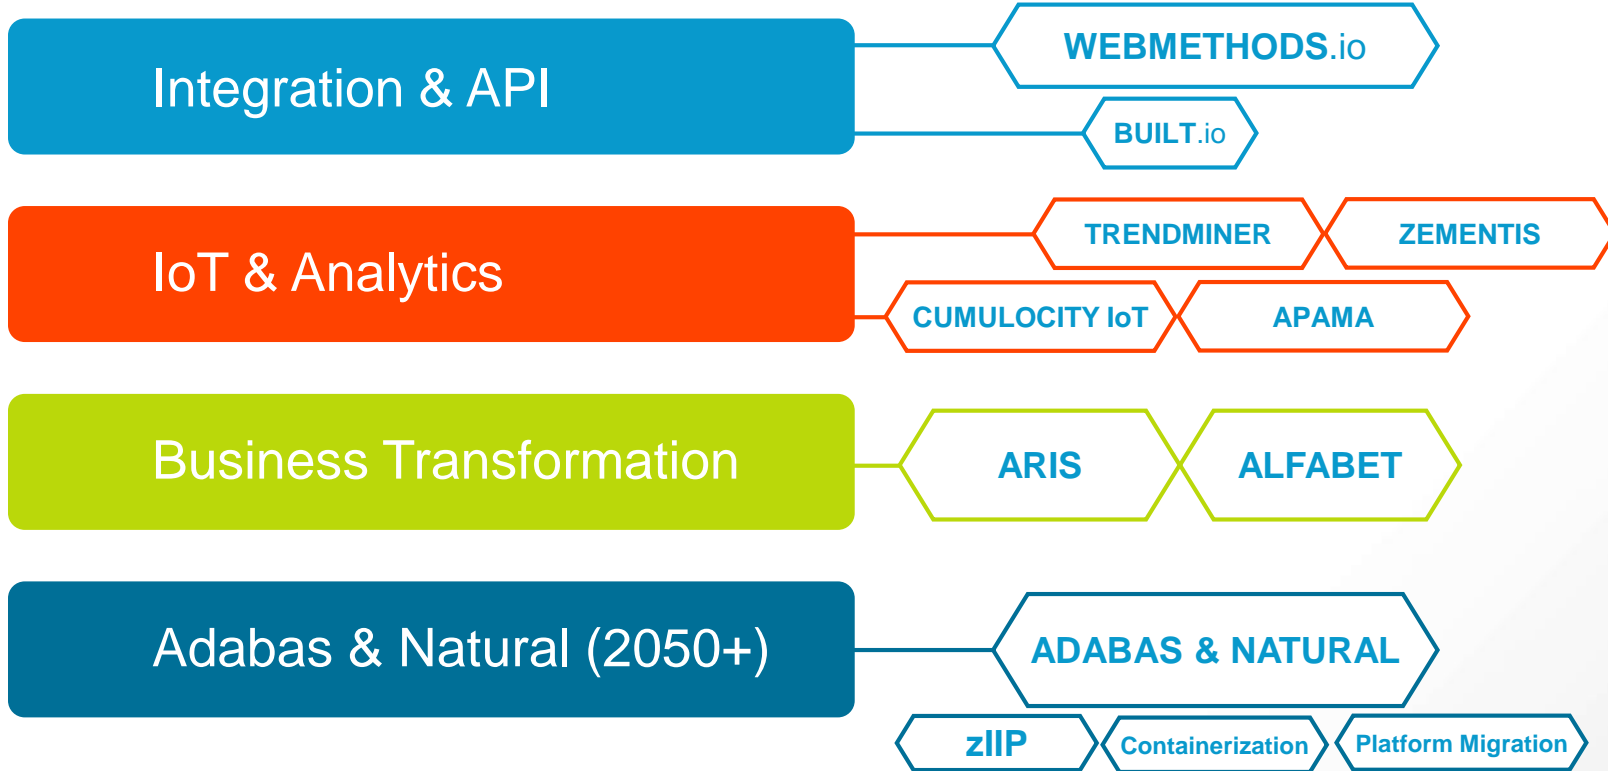 Integration & API
WEBMETHODS.io
BUILT.io
IoT & Analytics
TRENDMINER
ZEMENTIS
CUMULOCITY IoT
APAMA
Business Transformation
ARIS
ALFABET
Adabas & Natural (2050+)
ADABAS & NATURAL
zIIP
Containerization
Platform Migration